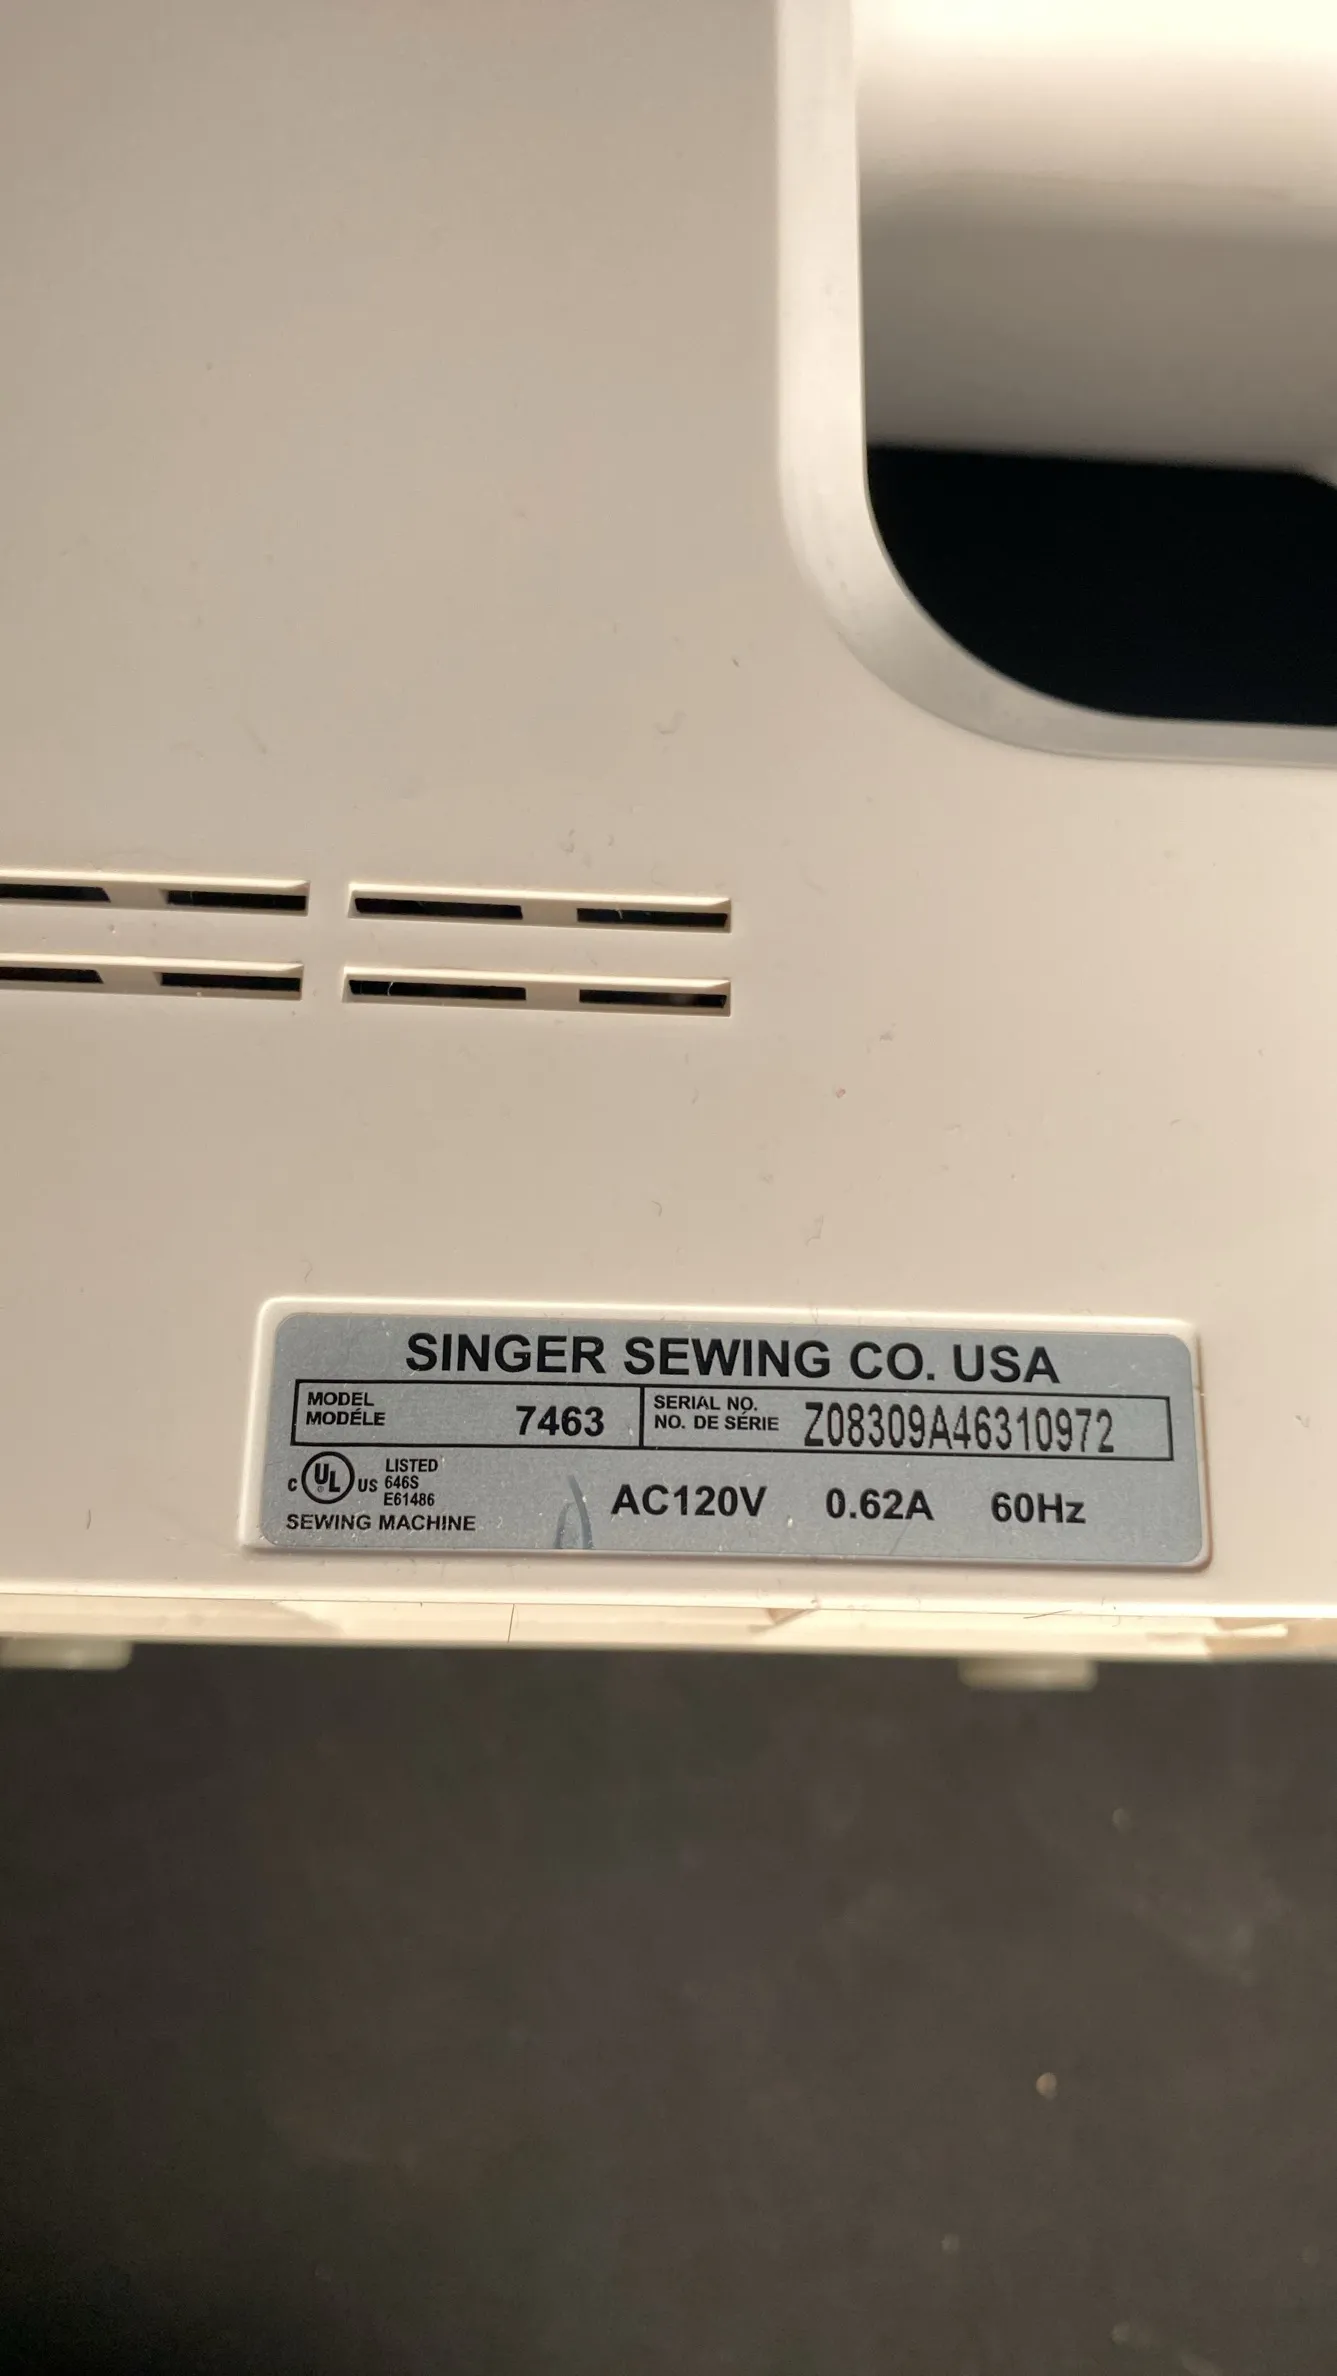 SINGER SEWING CO. USA
MODEL
MODÉLE
7463
SERIAL NO.
NO. DE SÉRIE
Z08309A46310972
C UL US
LISTED
646S
E61486
SEWING MACHINE
AC120V 0.62A 60Hz